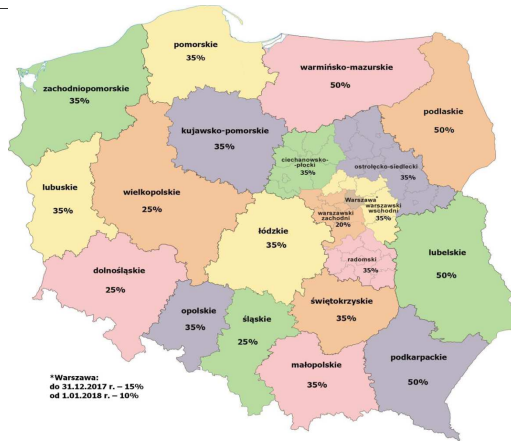 pomorskie
35%
zachodniopomorskie
35%
warmińsko-mazurskie
50%
podlaskie
50%
kujawsko-pomorskie
35%
ciechanowsko-
-płocki
35%
ostrołęcko-siedlecki
35%
lubuskie
35%
wielkopolskie
25%
Warszawa
warszawski
wschodni
35%
warszawski
zachodni
20%
łódzkie
35%
radomski
35%
lubelskie
50%
dolnośląskie
25%
opolskie
35%
śląskie
25%
świętokrzyskie
35%
małopolskie
35%
podkarpackie
50%
*Warszawa:
do 31.12.2017 r. – 15%
od 1.01.2018 r. – 10%